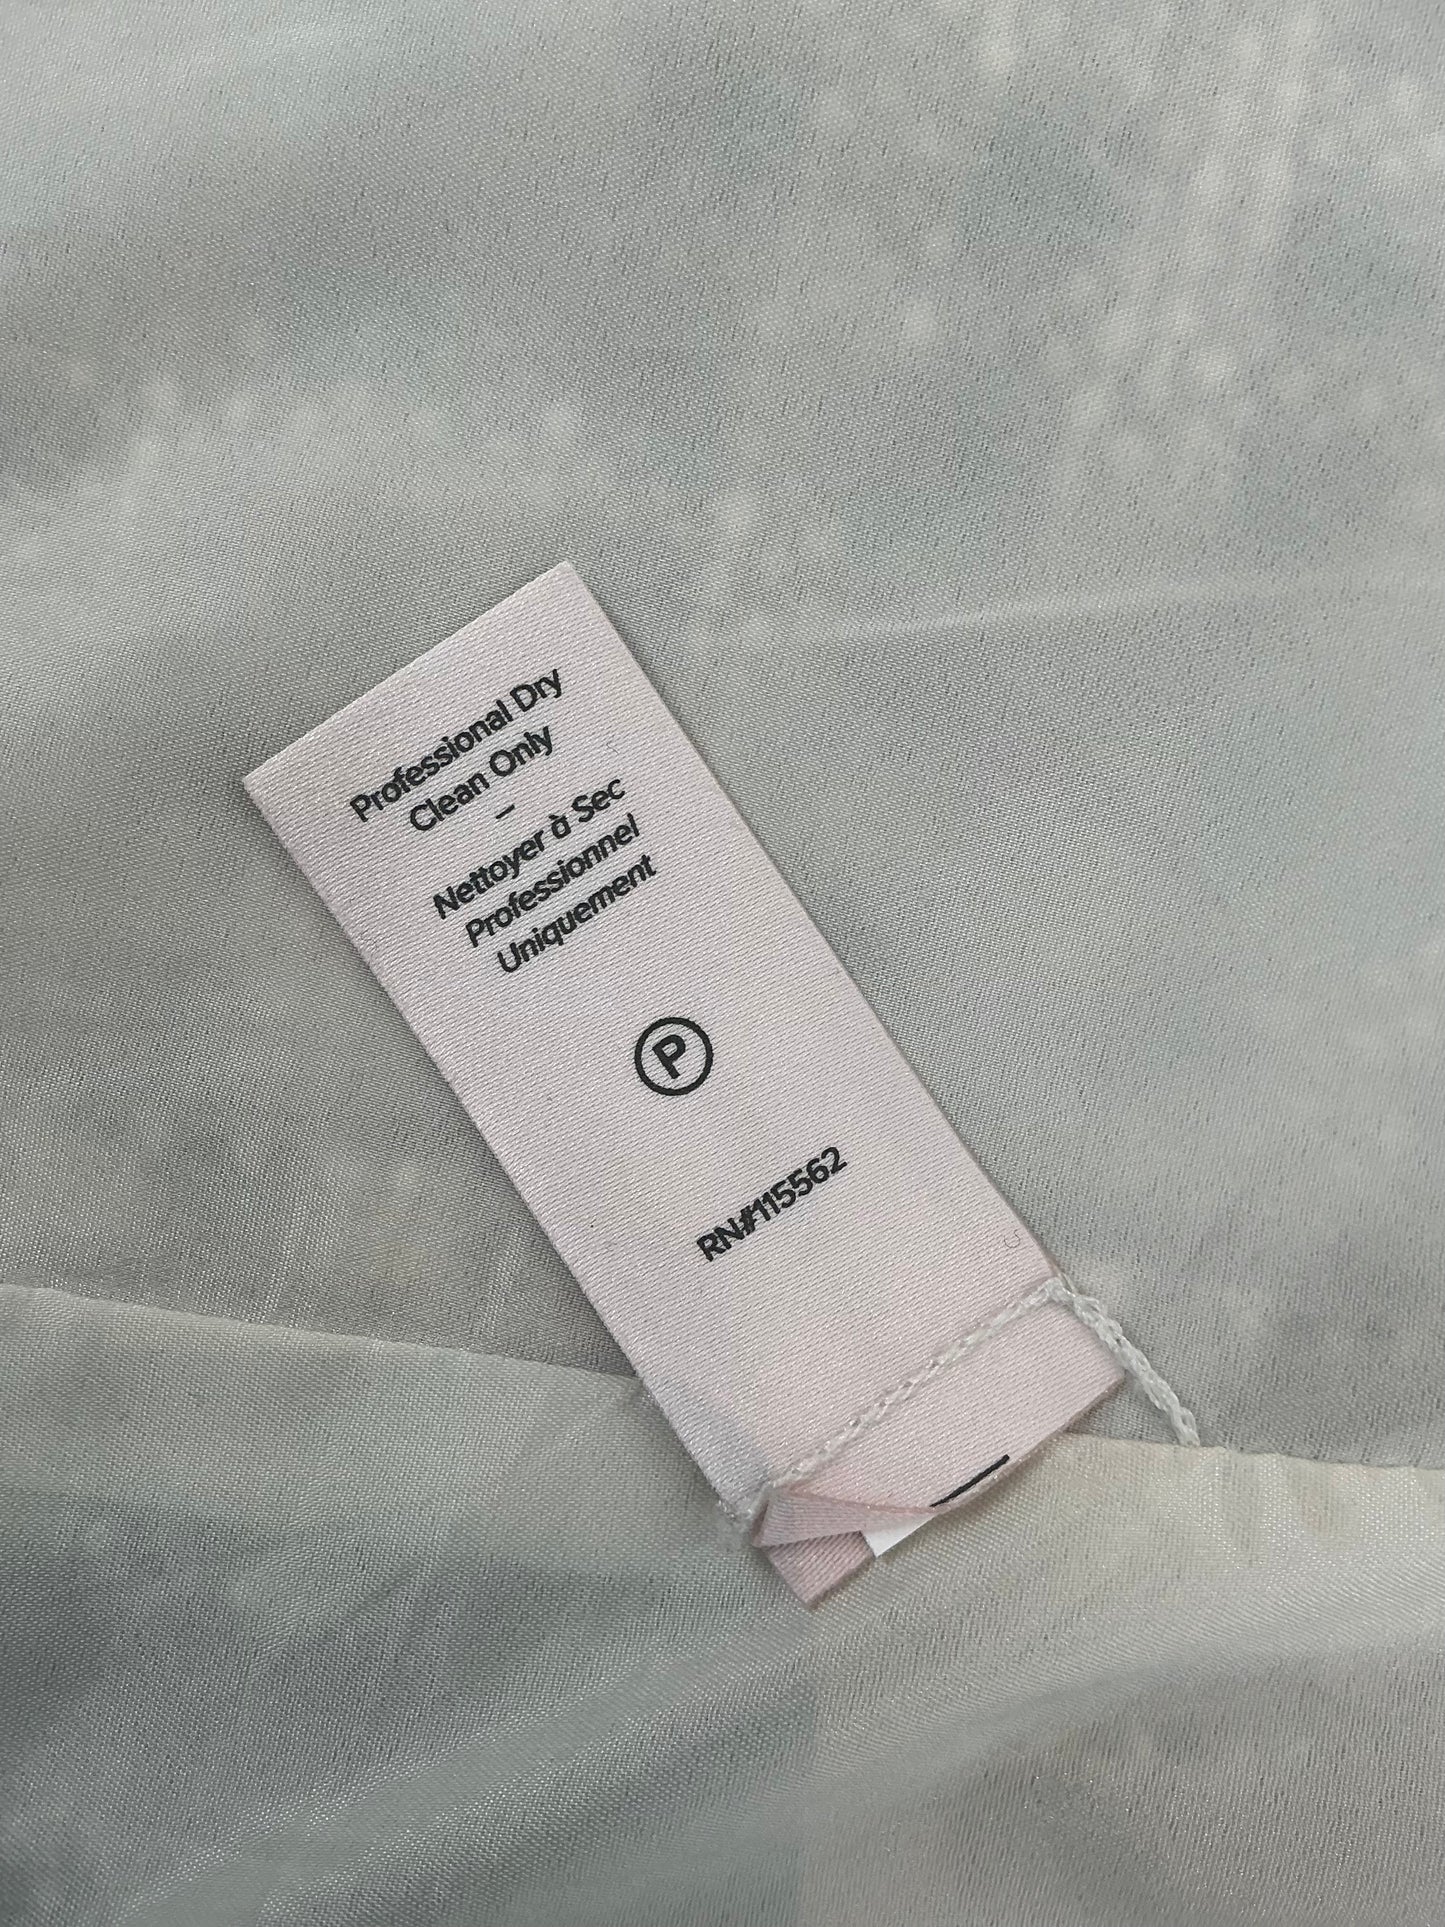 Professional Dry
Clean Only
–
Nettoyer à Sec
Professionnel
Uniquement
P
RN#115562